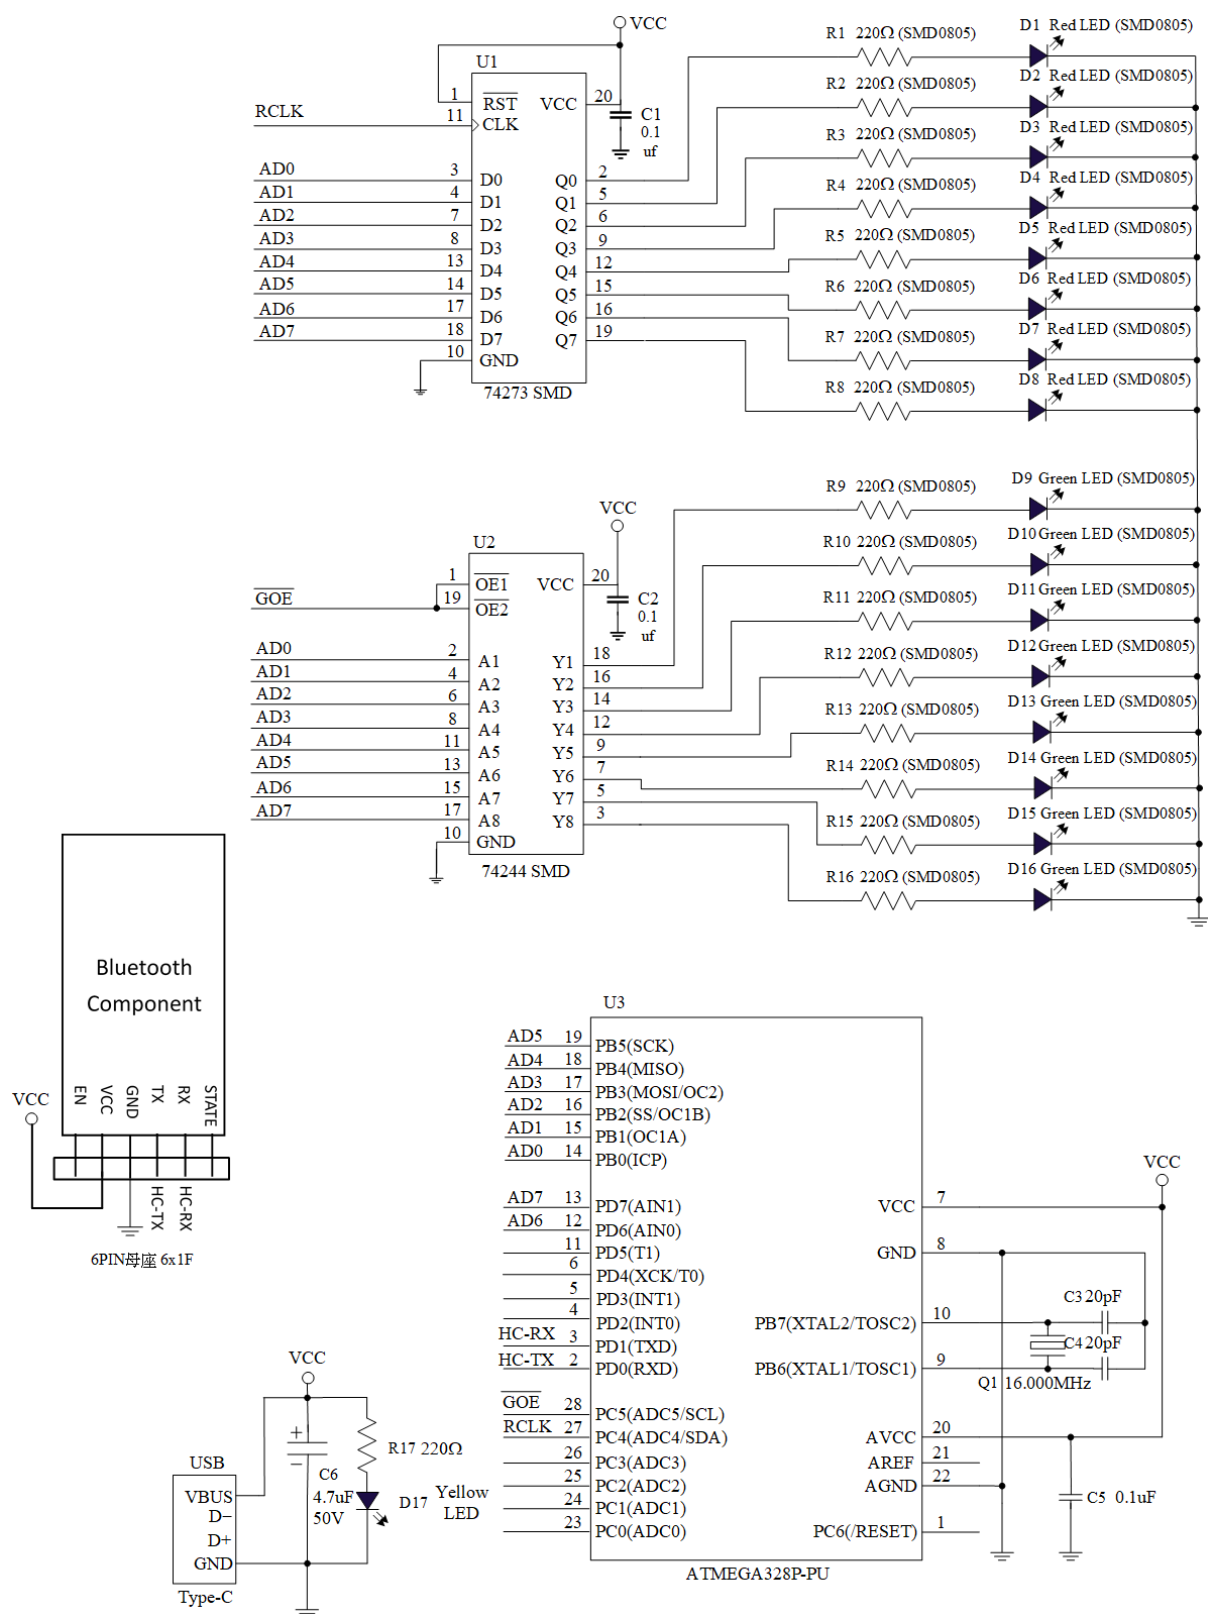 VCC
R1 220Ω (SMD0805)
D1 Red LED (SMD0805)
U1
1
RST
VCC
20
RCLK
11
CLK
C1
0.1
uf
R2 220Ω (SMD0805)
D2 Red LED (SMD0805)
R3 220Ω (SMD0805)
D3 Red LED (SMD0805)
AD0 3 D0 Q0 2
R4 220Ω (SMD0805)
D4 Red LED (SMD0805)
AD1 4 D1 Q1 5
AD2 7 D2 Q2 6
R5 220Ω (SMD0805)
D5 Red LED (SMD0805)
AD3 8 D3 Q3 9
AD4 13 D4 Q4 12
R6 220Ω (SMD0805)
D6 Red LED (SMD0805)
AD5 14 D5 Q5 15
AD6 17 D6 Q6 16
R7 220Ω (SMD0805)
D7 Red LED (SMD0805)
AD7 18 D7 Q7 19
10 GND
R8 220Ω (SMD0805)
D8 Red LED (SMD0805)
74273 SMD
R9 220Ω (SMD0805)
D9 Green LED (SMD0805)
VCC
U2
R10 220Ω (SMD0805)
D10 Green LED (SMD0805)
1 OE1 VCC 20
GOE 19 OE2
C2
0.1
uf
R11 220Ω (SMD0805)
D11 Green LED (SMD0805)
AD0 2 A1 Y1 18
R12 220Ω (SMD0805)
D12 Green LED (SMD0805)
AD1 4 A2 Y2 16
AD2 6 A3 Y3 14
R13 220Ω (SMD0805)
D13 Green LED (SMD0805)
AD3 8 A4 Y4 12
AD4 11 A5 Y5 9
R14 220Ω (SMD0805)
D14 Green LED (SMD0805)
AD5 13 A6 Y6 7
AD6 15 A7 Y7 5
R15 220Ω (SMD0805)
D15 Green LED (SMD0805)
AD7 17 A8 Y8 3
10 GND
R16 220Ω (SMD0805)
D16 Green LED (SMD0805)
74244 SMD
Bluetooth
Component
VCC
EN
VCC
GND
TX
RX
STATE
HC-TX
HC-RX
6PIN母座 6x1F
U3
AD5 19 PB5(SCK)
AD4 18 PB4(MISO)
AD3 17 PB3(MOSI/OC2)
AD2 16 PB2(SS/OC1B)
AD1 15 PB1(OC1A)
AD0 14 PB0(ICP)
VCC
AD7 13 PD7(AIN1)
VCC 7
AD6 12 PD6(AIN0)
11 PD5(T1)
GND 8
6 PD4(XCK/T0)
5 PD3(INT1)
C3 20pF
4 PD2(INT0)
PB7(XTAL2/TOSC2) 10
HC-RX 3 PD1(TXD)
C4 20pF
HC-TX 2 PD0(RXD)
PB6(XTAL1/TOSC1) 9
Q1 16.000MHz
GOE 28 PC5(ADC5/SCL)
RCLK 27 PC4(ADC4/SDA)
AVCC 20
26 PC3(ADC3)
AREF 21
25 PC2(ADC2)
AGND 22
24 PC1(ADC1)
C5 0.1uF
23 PC0(ADC0)
PC6(/RESET) 1
ATMEGA328P-PU
VCC
+
−
R17 220Ω
USB
C6
4.7uF
50V
D17
Yellow
LED
VBUS
D−
D+
GND
Type-C